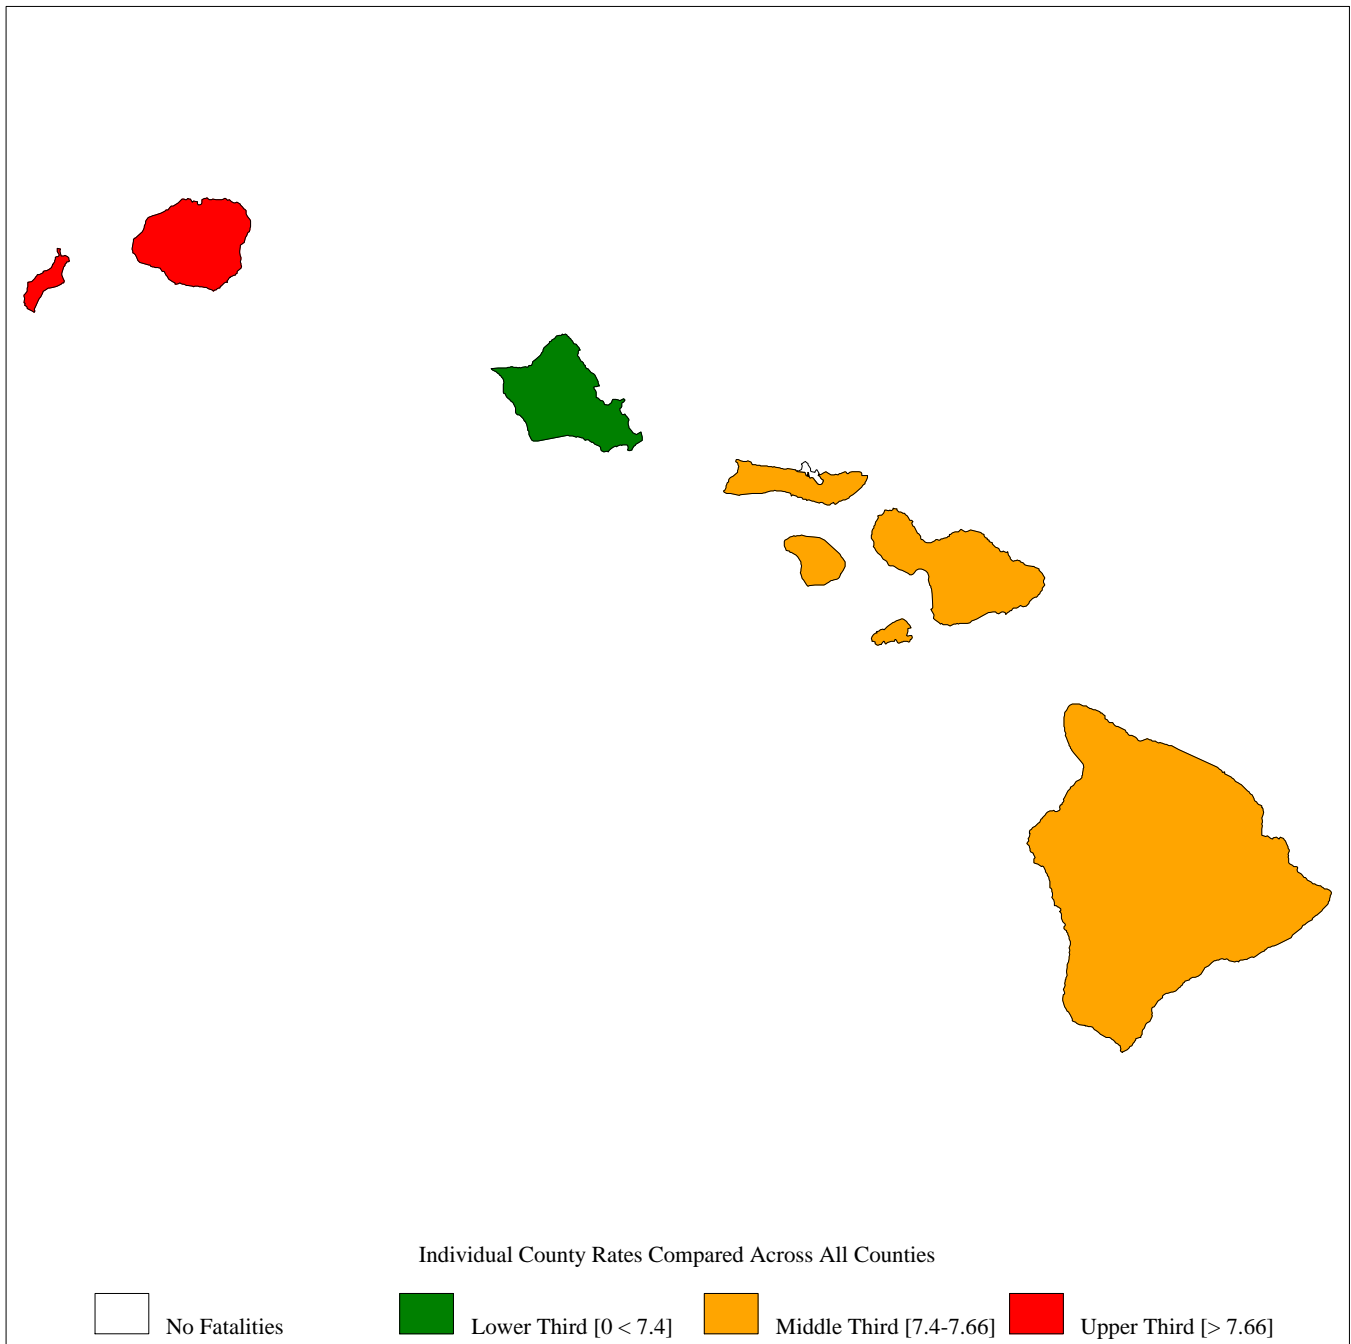 Individual County Rates Compared Across All Counties
No Fatalities Lower Third [0 < 7.4] Middle Third [7.4-7.66] Upper Third [> 7.66]